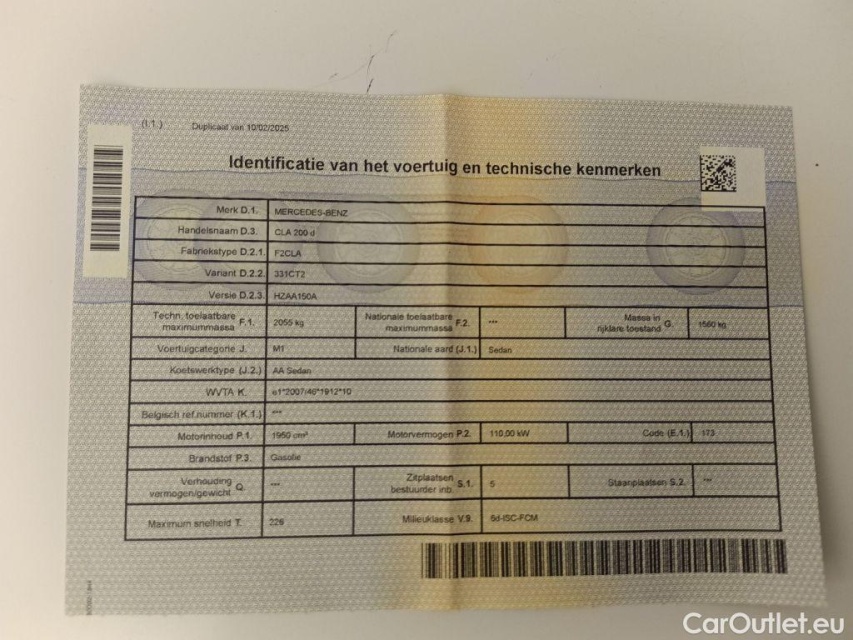 (I.1.) Duplicaat van 10/02/2025
Identificatie van het voertuig en technische kenmerken
Merk D.1. MERCEDES-BENZ
Handelsnaam D.3. CLA 200 d
Fabriekstype D.2.1. F2CLA
Variant D.2.2. 331CT2
Versie D.2.3. HZAA150A
Techn. toelaatbare maximummassa F.1. 2055 kg Nationale toelaatbare maximummassa F.2. *** Massa in rijklare toestand G. 1560 kg
Voertuigcategorie J. M1 Nationale aard (J.1.) Sedan
Koetswerktype (J.2.) AA Sedan
WVTA K. e1*2007/46*1912*10
Belgisch ref.nummer (K.1.) ***
Motorinhoud P.1. 1950 cm³ Motorvermogen P.2. 110,00 kW Code (E.1.) 173
Brandstof P.3. Gasolie
Verhouding vermogen/gewicht Q. *** Zitplaatsen bestuurder inb. S.1. 5 Staanplaatsen S.2. ***
Maximum snelheid T. 226 Milieuklasse V.9. 6d-ISC-FCM
CarOutlet.eu